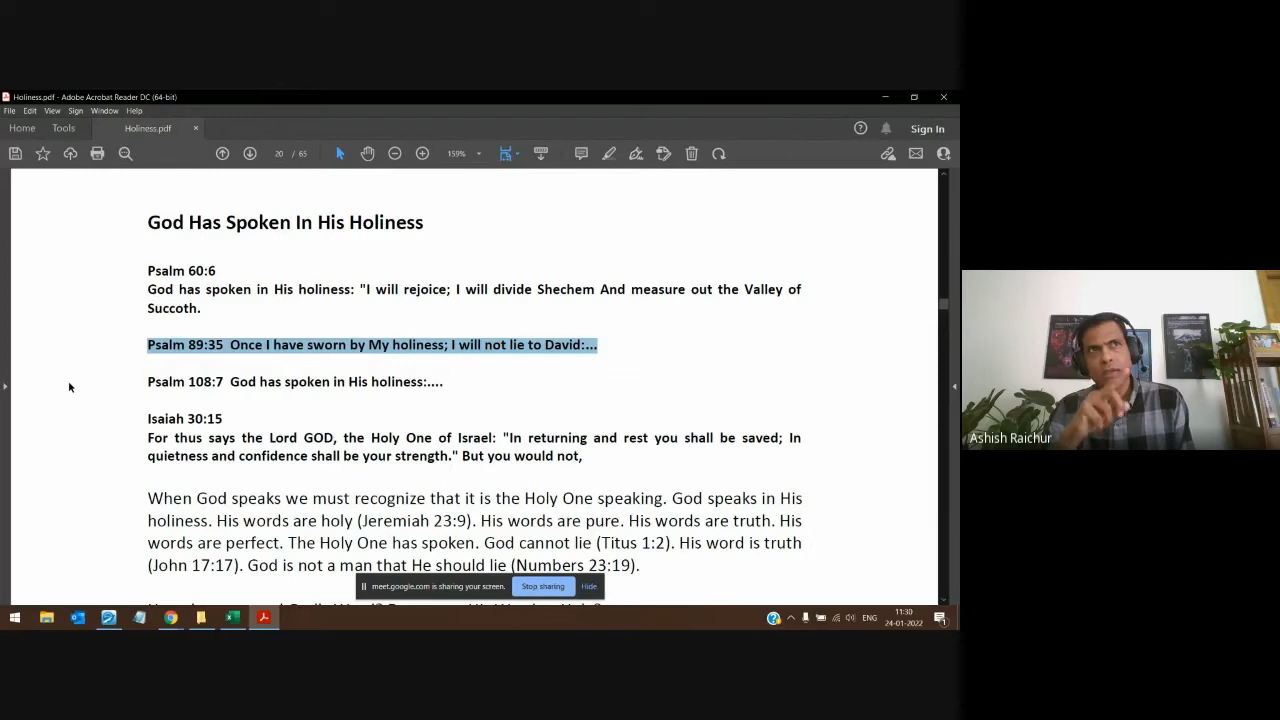 Holiness.pdf - Adobe Acrobat Reader DC (64-bit)
File Edit View Sign Window Help
Home Tools Holiness.pdf × Sign In
20 / 65 159%
God Has Spoken In His Holiness
Psalm 60:6
God has spoken in His holiness: "I will rejoice; I will divide Shechem And measure out the Valley of
Succoth.
Psalm 89:35 Once I have sworn by My holiness; I will not lie to David:...
Psalm 108:7 God has spoken in His holiness:....
Isaiah 30:15
For thus says the Lord GOD, the Holy One of Israel: "In returning and rest you shall be saved; In
quietness and confidence shall be your strength." But you would not,
When God speaks we must recognize that it is the Holy One speaking. God speaks in His
holiness. His words are holy (Jeremiah 23:9). His words are pure. His words are truth. His
words are perfect. The Holy One has spoken. God cannot lie (Titus 1:2). His word is truth
(John 17:17). God is not a man that He should lie (Numbers 23:19).
meet.google.com is sharing your screen. Stop sharing Hide
ENG 11:30
24-01-2022
Ashish Raichur